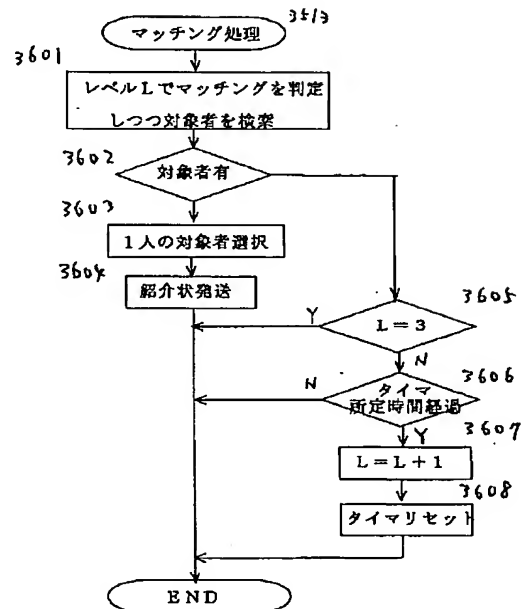 マッチング処理
3513
3601
レベルLでマッチングを判定
しつつ対象者を検案
3602
対象者有
3603
1人の対象者選択
3604
紹介状発送
3605
Y
L=3
N
3606
N
タイマ
所定時間経過
3607
Y
L=L+1
3608
タイマリセット
END